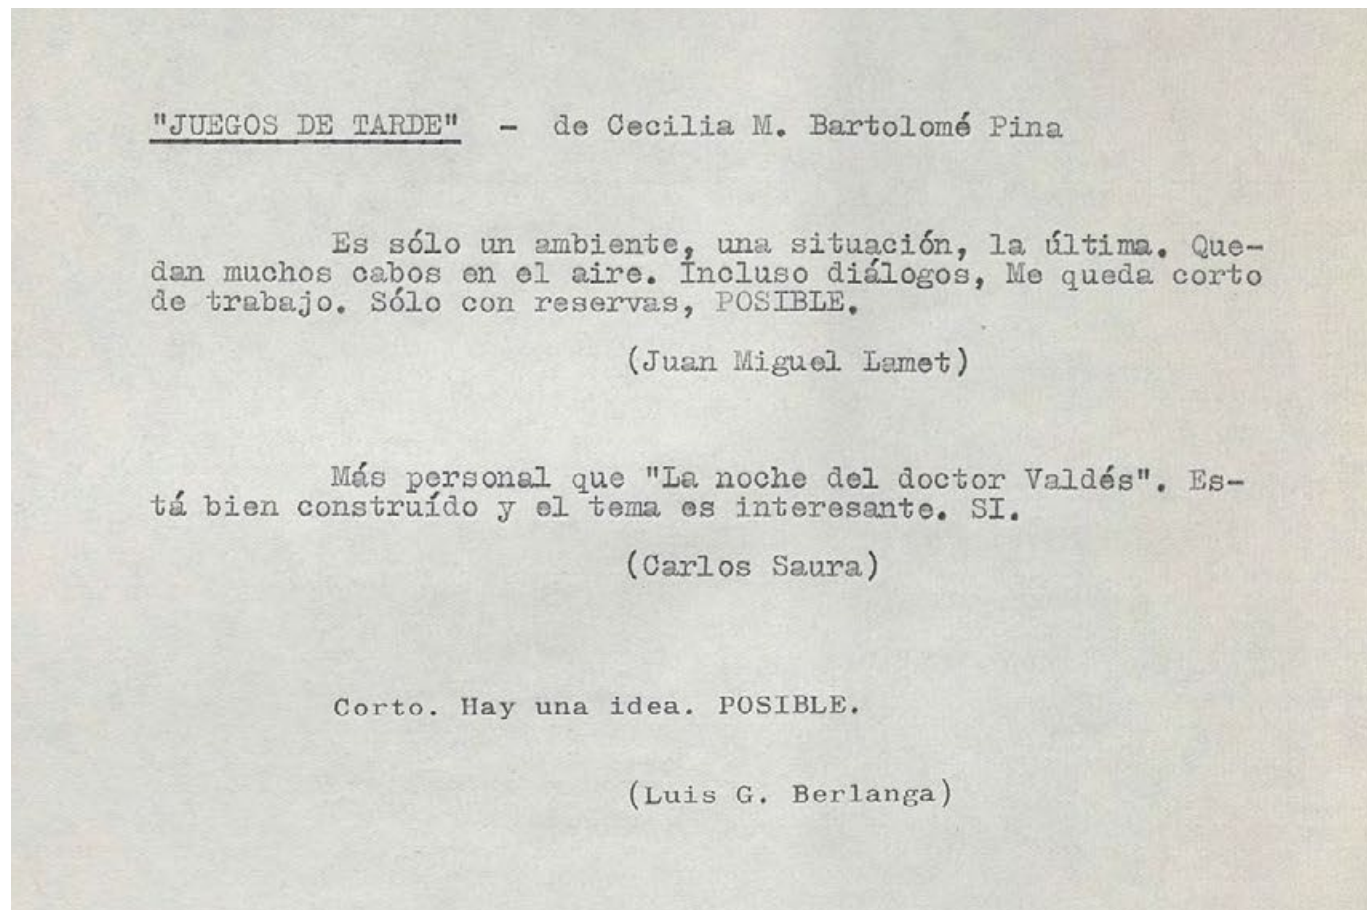 "JUEGOS DE TARDE" - de Cecilia M. Bartolomé Pina
Es sólo un ambiente, una situación, la última. Que-
dan muchos cabos en el aire. Incluso diálogos, Me queda corto
de trabajo. Sólo con reservas, POSIBLE.
(Juan Miguel Lamet)
Más personal que "La noche del doctor Valdés". Es-
tá bien construído y el tema es interesante. SI.
(Carlos Saura)
Corto. Hay una idea. POSIBLE.
(Luis G. Berlanga)